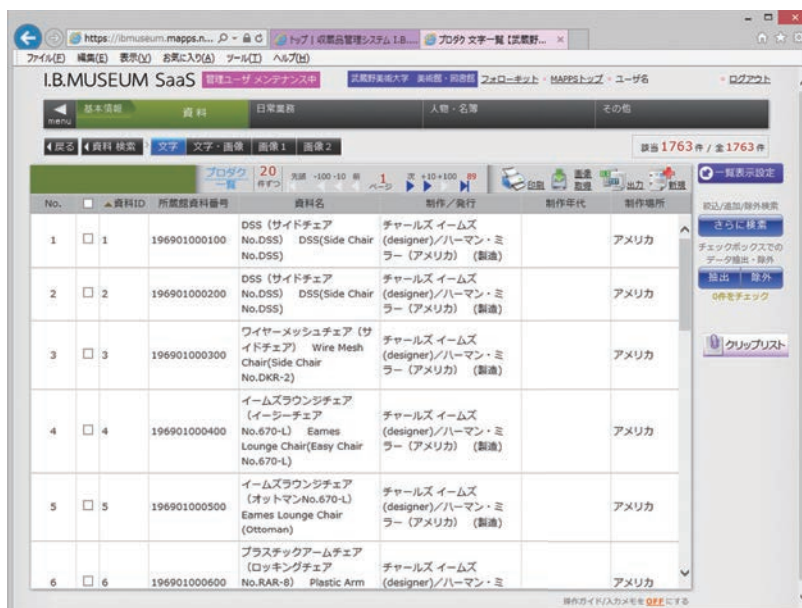 https://ibmuseum.mapps.n...
トップ | 収蔵品管理システム I.B....
プロダク 文字一覧【武蔵野...
ファイル(F) 編集(E) 表示(V) お気に入り(A) ツール(T) ヘルプ(H)
I.B.MUSEUM SaaS 管理ユーザ メンテナンス中 武蔵野美術大学 美術館・図書館 フォローキット・MAPPSトップ・ユーザ名 ・ログアウト
menu 基本情報 資料 日常業務 人物・名簿 その他
戻る 資料 検索 文字 文字・画像 画像1 画像2 該当1763件 / 全1763件
プロダク一覧 20件ずつ 先頭 -100 -10 前 1ページ 次 +10 +100 89 印刷 画像取得 出力 新規 一覧表示設定
No. ▲資料ID 所蔵館資料番号 資料名 制作/発行 制作年代 制作場所
絞込/追加/除外検索
さらに検索
チェックボックスでの
データ抽出・除外
抽出 除外
0件をチェック
クリップリスト
1 1 196901000100 DSS(サイドチェア
No.DSS) DSS(Side Chair
No.DSS)
チャールズ イームズ
(designer)/ハーマン・ミ
ラー(アメリカ) (製造)
アメリカ
2 2 196901000200 DSS(サイドチェア
No.DSS) DSS(Side Chair
No.DSS)
チャールズ イームズ
(designer)/ハーマン・ミ
ラー(アメリカ) (製造)
アメリカ
3 3 196901000300 ワイヤーメッシュチェア(サ
イドチェア) Wire Mesh
Chair(Side Chair
No.DKR-2)
チャールズ イームズ
(designer)/ハーマン・ミ
ラー(アメリカ) (製造)
アメリカ
4 4 196901000400 イームズラウンジチェア
(イージーチェア
No.670-L) Eames
Lounge Chair(Easy Chair
No.670-L)
チャールズ イームズ
(designer)/ハーマン・ミ
ラー(アメリカ) (製造)
アメリカ
5 5 196901000500 イームズラウンジチェア
(オットマンNo.670-L)
Eames Lounge Chair
(Ottoman)
チャールズ イームズ
(designer)/ハーマン・ミ
ラー(アメリカ) (製造)
アメリカ
6 6 196901000600 プラスチックアームチェア
(ロッキングチェア
No.RAR-8) Plastic Arm
チャールズ イームズ
(designer)/ハーマン・ミ
アメリカ
操作ガイド/入力メモを OFF にする